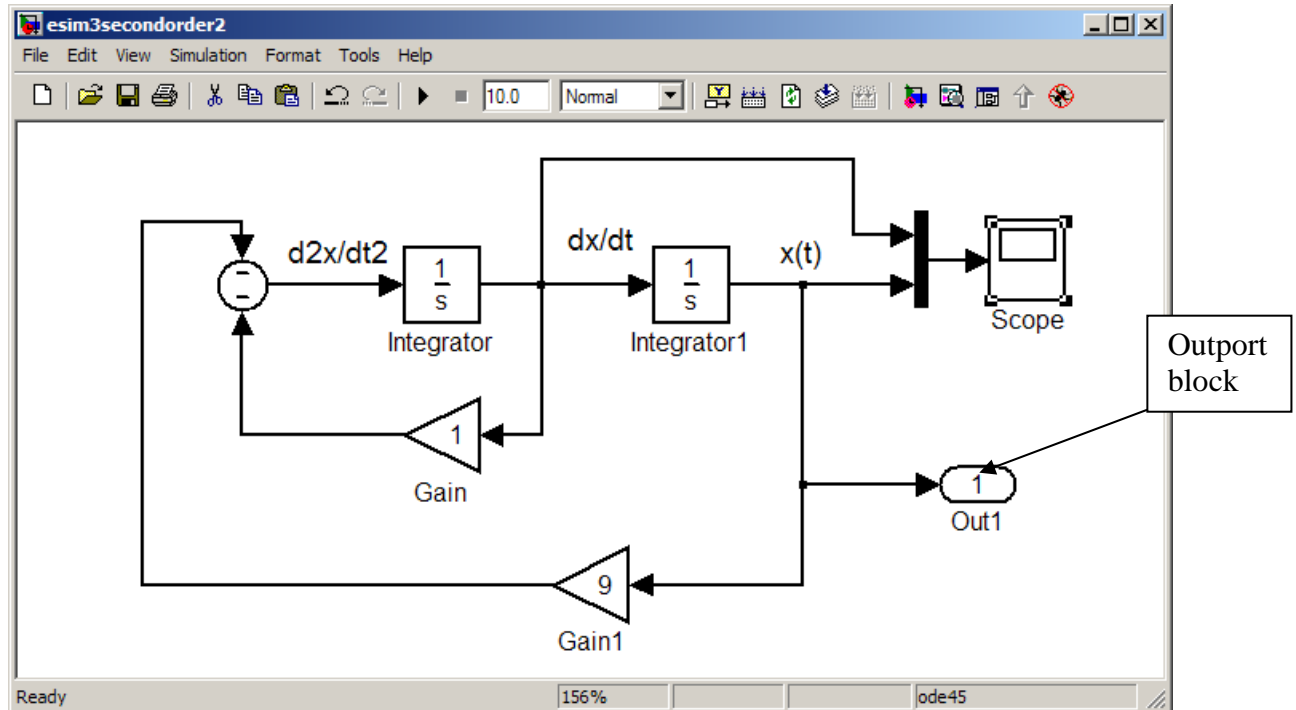 esim3secondorder2
File Edit View Simulation Format Tools Help
10.0 Normal
d2x/dt2
dx/dt
x(t)
1
s
Integrator
1
s
Integrator1
Scope
Outport
block
1
Gain
1
Out1
9
Gain1
Ready 156% ode45